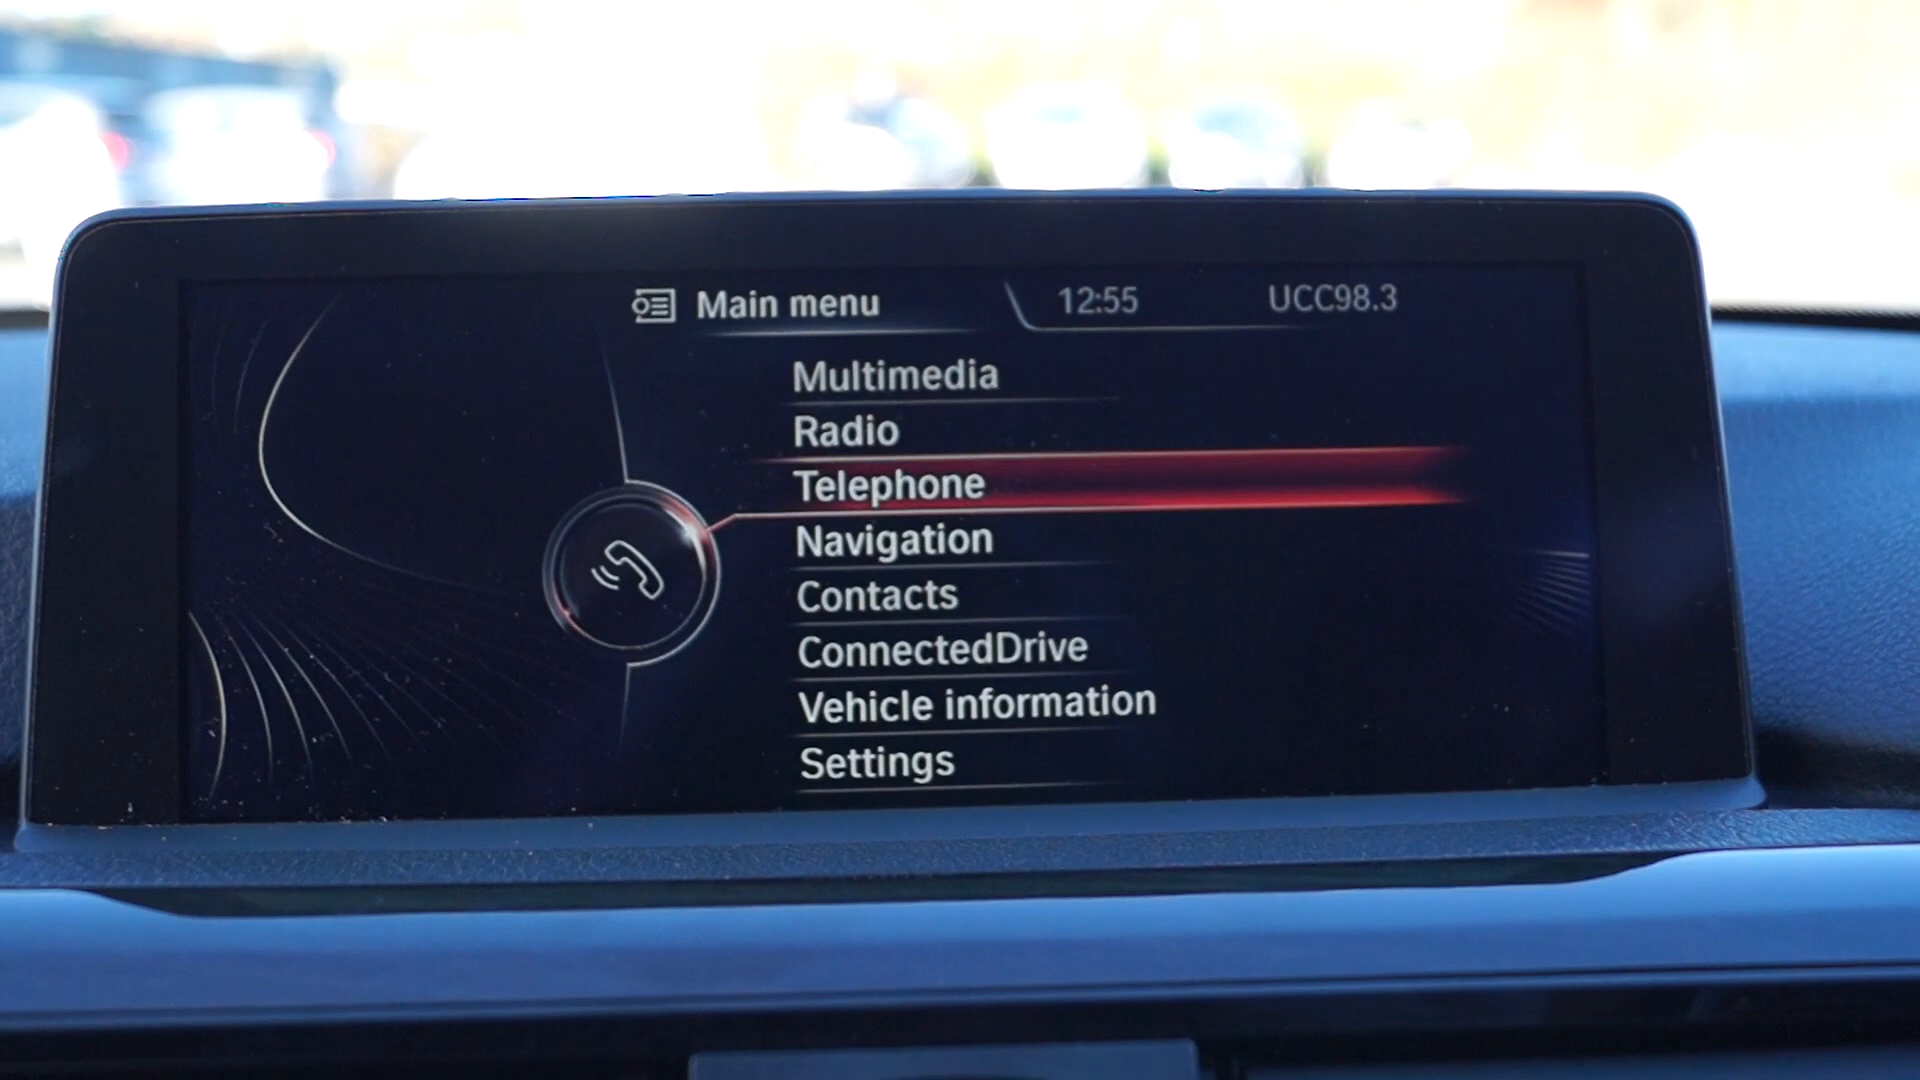 Main menu 12:55 UCC98.3
Multimedia
Radio
Telephone
Navigation
Contacts
ConnectedDrive
Vehicle information
Settings